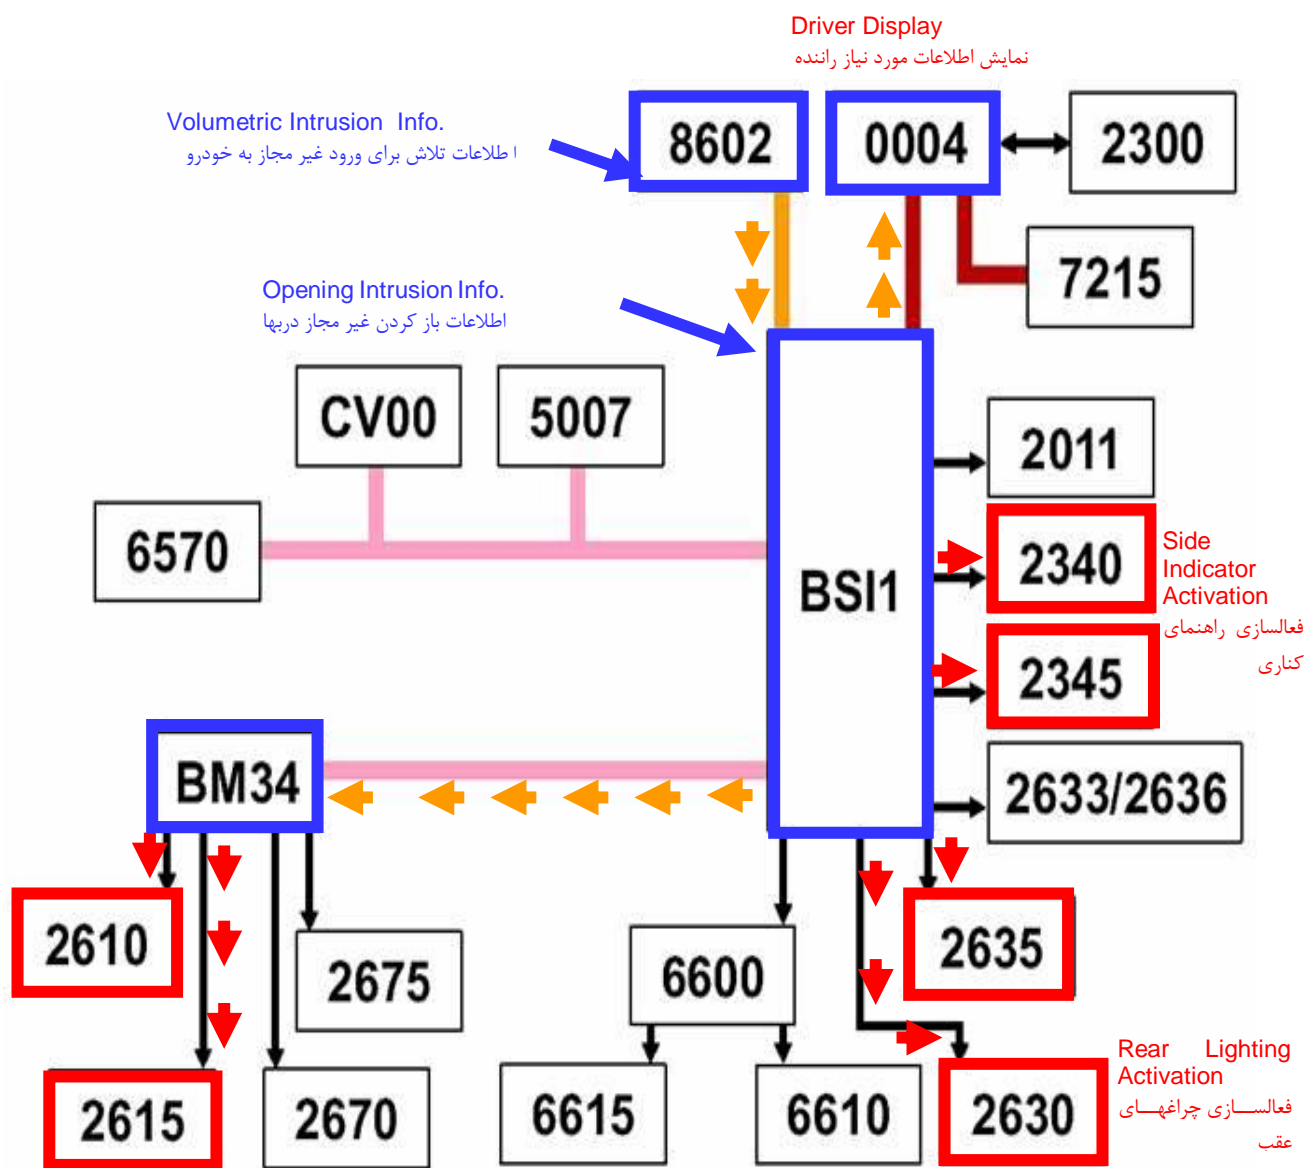 Driver Display
نمایش اطلاعات مورد نیاز راننده
Volumetric Intrusion Info.
اطلاعات تلاش برای ورود غیر مجاز به خودرو
8602
0004
2300
7215
Opening Intrusion Info.
اطلاعات باز کردن غیر مجاز دربها
CV00
5007
2011
6570
BSI1
2340
Side
Indicator
Activation
فعالسازی راهنمای
کناری
2345
BM34
2633/2636
2610
2675
6600
2635
2615
2670
6615
6610
2630
Rear Lighting
Activation
فعالســازی چراغهــای
عقب